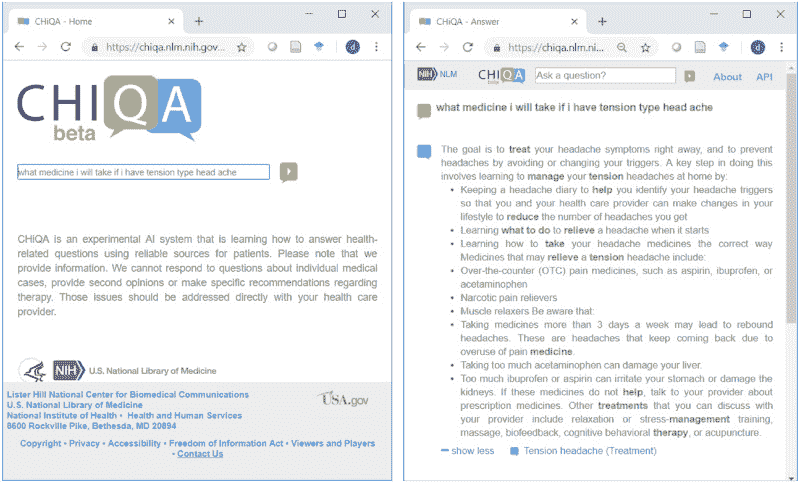 CHiQA - Home
https://chiqa.nlm.nih.gov...
CHIQA
beta
what medicine i will take if i have tension type head ache
CHiQA is an experimental AI system that is learning how to answer health-
related questions using reliable sources for patients. Please note that we
provide information. We cannot respond to questions about individual medical
cases, provide second opinions or make specific recommendations regarding
therapy. Those issues should be addressed directly with your health care
provider.
NIH U.S. National Library of Medicine
Lister Hill National Center for Biomedical Communications
U.S. National Library of Medicine
National Institute of Health • Health and Human Services
8600 Rockville Pike, Bethesda, MD 20894
USA.gov
Copyright • Privacy • Accessibility • Freedom of Information Act • Viewers and Players
• Contact Us
CHiQA - Answer
https://chiqa.nlm.ni...
NIH NLM CHIQA Ask a question? About API
what medicine i will take if i have tension type head ache
The goal is to treat your headache symptoms right away, and to prevent
headaches by avoiding or changing your triggers. A key step in doing this
involves learning to manage your tension headaches at home by:
• Keeping a headache diary to help you identify your headache triggers
so that you and your health care provider can make changes in your
lifestyle to reduce the number of headaches you get
• Learning what to do to relieve a headache when it starts
• Learning how to take your headache medicines the correct way
Medicines that may relieve a tension headache include:
• Over-the-counter (OTC) pain medicines, such as aspirin, ibuprofen, or
acetaminophen
• Narcotic pain relievers
• Muscle relaxers Be aware that:
• Taking medicines more than 3 days a week may lead to rebound
headaches. These are headaches that keep coming back due to
overuse of pain medicine.
• Taking too much acetaminophen can damage your liver.
• Too much ibuprofen or aspirin can irritate your stomach or damage the
kidneys. If these medicines do not help, talk to your provider about
prescription medicines. Other treatments that you can discuss with
your provider include relaxation or stress-management training,
massage, biofeedback, cognitive behavioral therapy, or acupuncture.
show less Tension headache (Treatment)